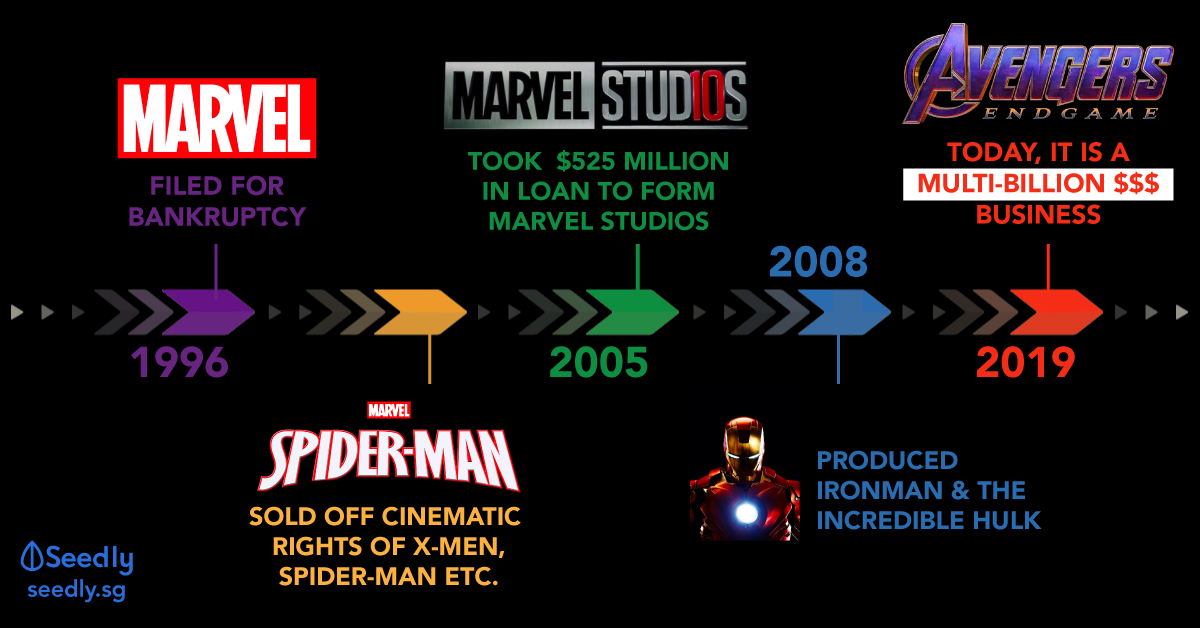 MARVEL
FILED FOR
BANKRUPTCY
1996
MARVEL
SPIDER-MAN
SOLD OFF CINEMATIC
RIGHTS OF X-MEN,
SPIDER-MAN ETC.
MARVEL STUD10S
TOOK $525 MILLION
IN LOAN TO FORM
MARVEL STUDIOS
2005
2008
PRODUCED
IRONMAN & THE
INCREDIBLE HULK
AVENGERS
ENDGAME
TODAY, IT IS A
MULTI-BILLION $$$
BUSINESS
2019
Seedly
seedly.sg